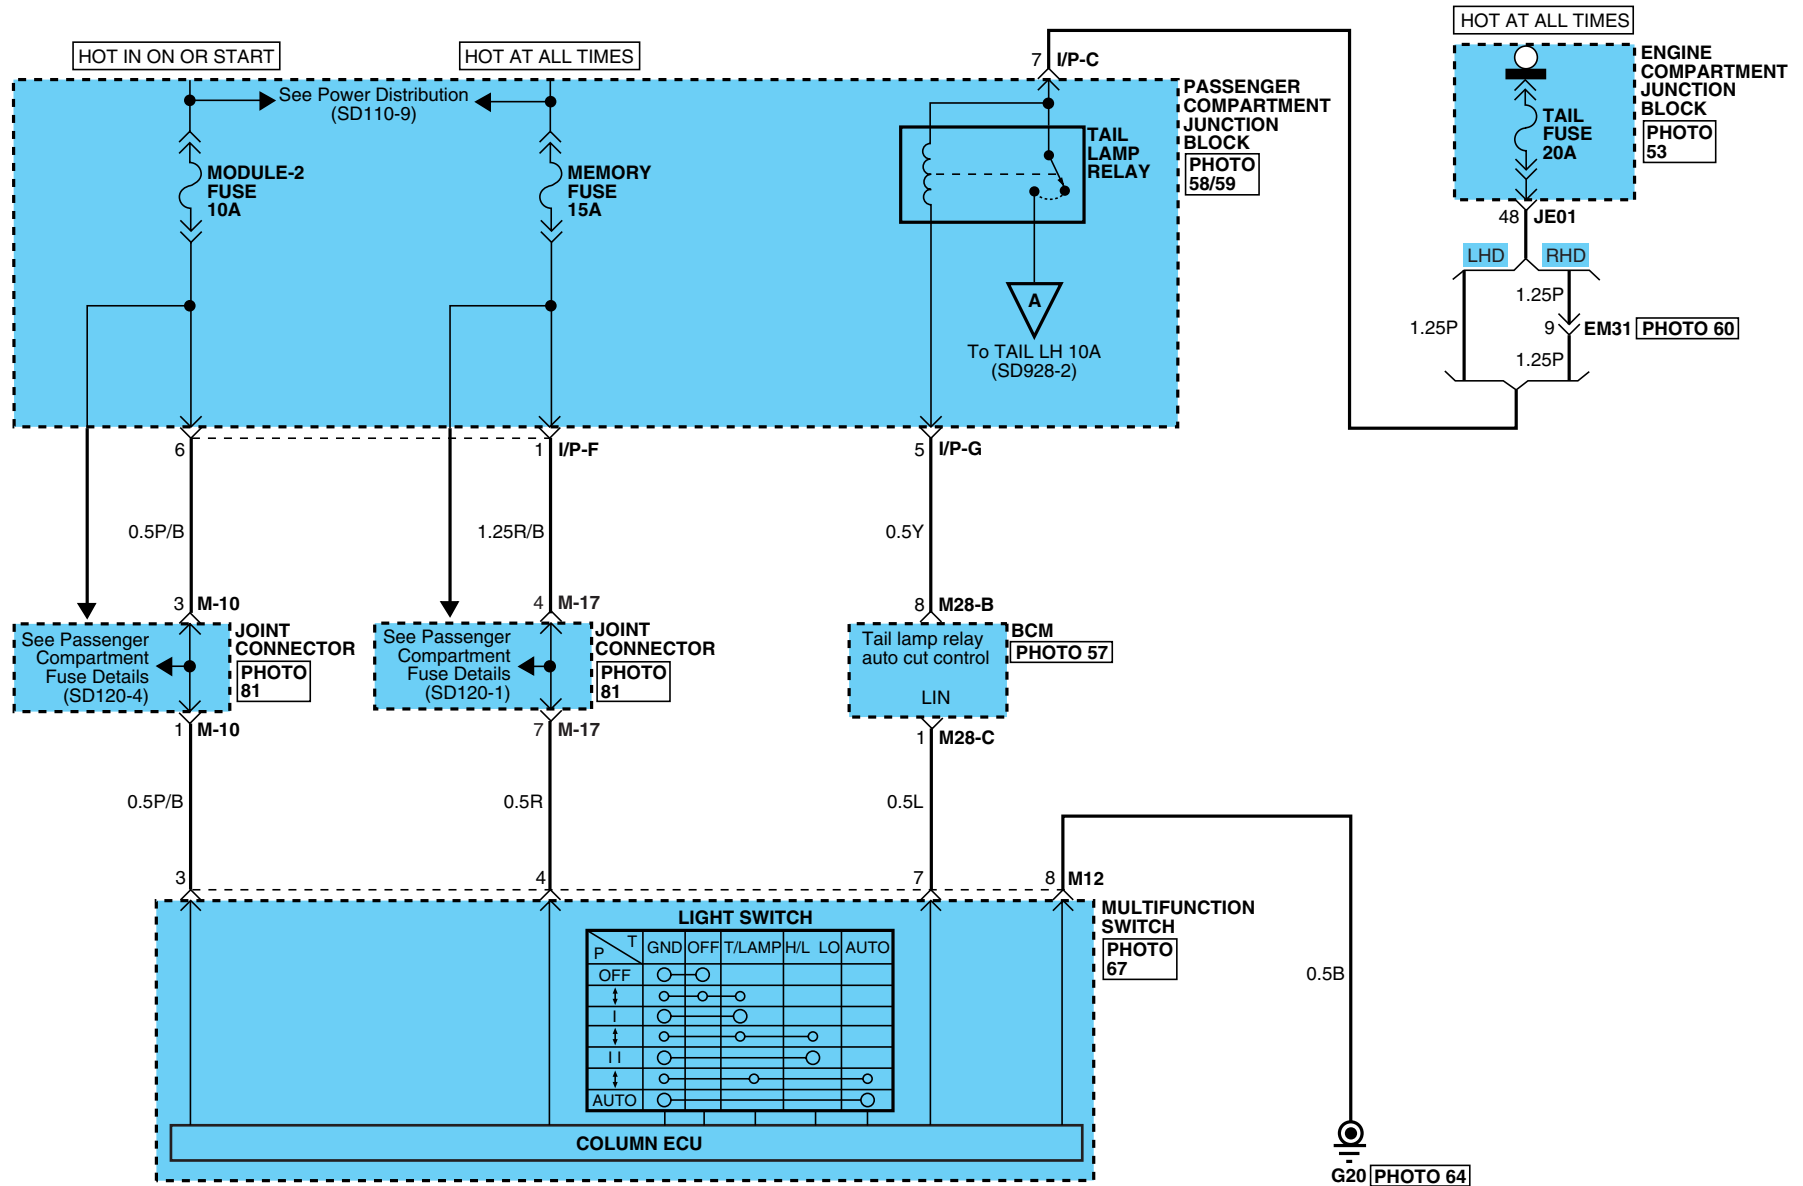 HOT IN ON OR START
HOT AT ALL TIMES
7 I/P-C
HOT AT ALL TIMES
See Power Distribution
(SD110-9)
MODULE-2
FUSE
10A
MEMORY
FUSE
15A
TAIL
LAMP
RELAY
PASSENGER
COMPARTMENT
JUNCTION
BLOCK
PHOTO
58/59
TAIL
FUSE
20A
ENGINE
COMPARTMENT
JUNCTION
BLOCK
PHOTO
53
48 JE01
LHD
RHD
1.25P
1.25P
9 EM31 PHOTO 60
1.25P
A
To TAIL LH 10A
(SD928-2)
6
1 I/P-F
5 I/P-G
0.5P/B
1.25R/B
0.5Y
3 M-10
4 M-17
8 M28-B
See Passenger
Compartment
Fuse Details
(SD120-4)
JOINT
CONNECTOR
PHOTO
81
See Passenger
Compartment
Fuse Details
(SD120-1)
JOINT
CONNECTOR
PHOTO
81
Tail lamp relay
auto cut control
LIN
BCM
PHOTO 57
1 M-10
7 M-17
1 M28-C
0.5P/B
0.5R
0.5L
3
4
7
8 M12
MULTIFUNCTION
SWITCH
PHOTO
67
LIGHT SWITCH
P T GND OFF T/LAMP H/L LO AUTO
OFF
I
II
AUTO
COLUMN ECU
0.5B
G20 PHOTO 64